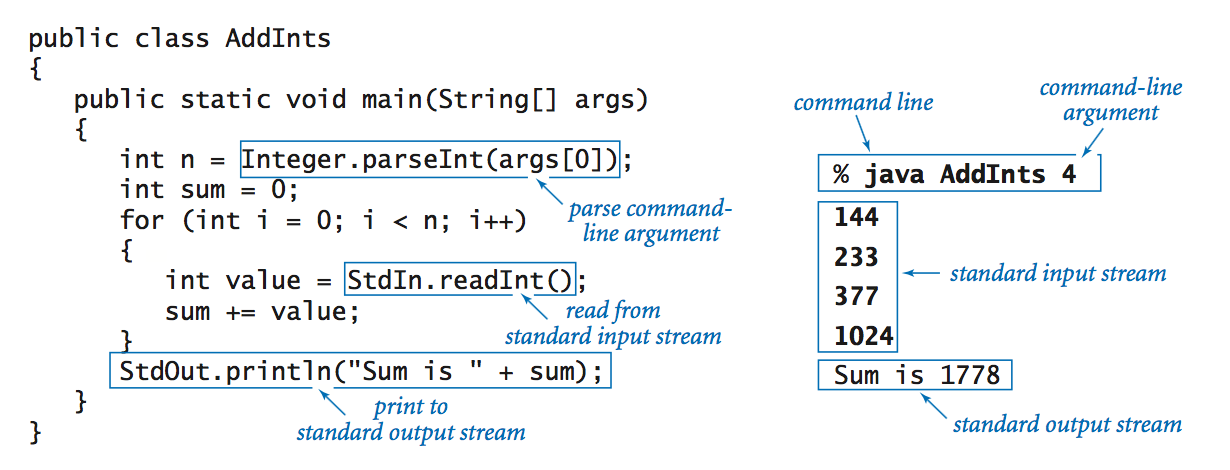 public class AddInts
{
public static void main(String[] args)
{
int n = Integer.parseInt(args[0]);
int sum = 0;
for (int i = 0; i < n; i++)
parse command-
line argument
{
int value = StdIn.readInt();
sum += value;
read from
standard input stream
}
StdOut.println("Sum is " + sum);
}
print to
standard output stream
}
command line
command-line
argument
% java AddInts 4
144
233
377
1024
standard input stream
Sum is 1778
standard output stream